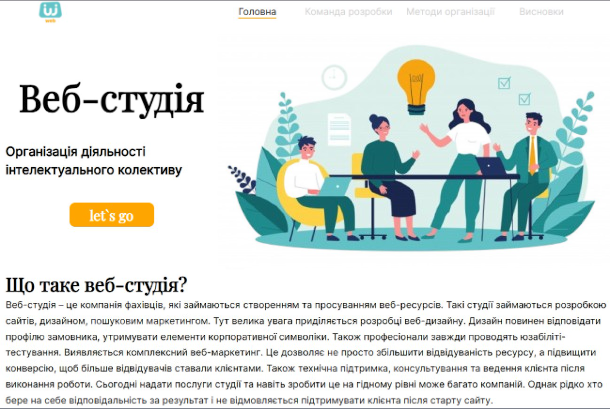 Головна Команда розробки Методи організації Висновки
Веб-студія
Організація діяльності
інтелектуального колективу
let`s go
Що таке веб-студія?
Веб-студія – це компанія фахівців, які займаються створенням та просуванням веб-ресурсів. Такі студії займаються розробкою
сайтів, дизайном, пошуковим маркетингом. Тут велика увага приділяється розробці веб-дизайну. Дизайн повинен відповідати
профілю замовника, утримувати елементи корпоративної символіки. Також професионали завжди проводять юзабіліті-
тестування. Виявляється комплексний веб-маркетинг. Це дозволяє не просто збільшити відвідуваність ресурсу, а підвищити
конверсію, щоб більше відвідувачів ставали клієнтами. Також технічна підтримка, консультування та ведення клієнта після
виконання роботи. Сьогодні надати послуги студії та навіть зробити це на гідному рівні може багато компаній. Однак рідко хто
бере на себе відповідальність за результат і не відмовляється підтримувати клієнта після старту сайту.